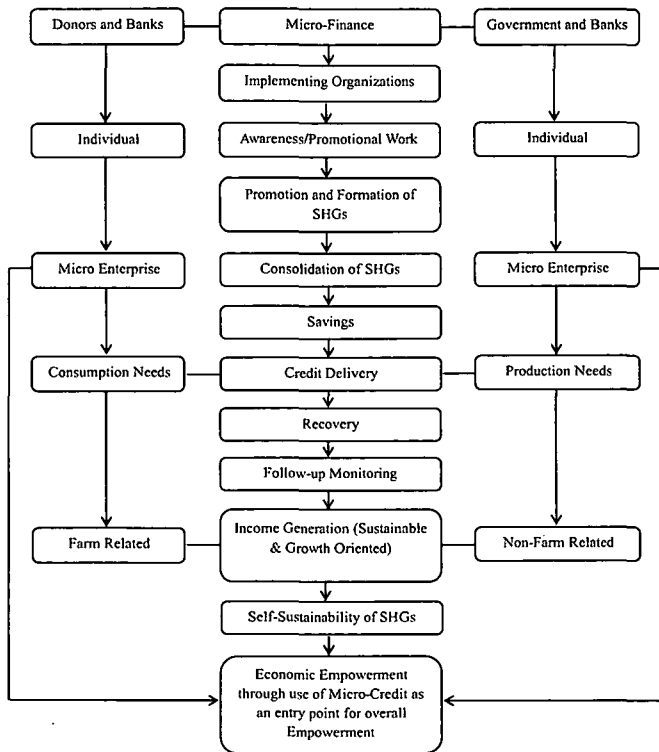 Donors and Banks
Micro-Finance
Government and Banks
Implementing Organizations
Individual
Awareness/Promotional Work
Individual
Promotion and Formation of
SHGs
Micro Enterprise
Consolidation of SHGs
Micro Enterprise
Savings
Consumption Needs
Credit Delivery
Production Needs
Recovery
Follow-up Monitoring
Farm Related
Income Generation (Sustainable
& Growth Oriented)
Non-Farm Related
Self-Sustainability of SHGs
Economic Empowerment
through use of Micro-Credit as
an entry point for overall
Empowerment